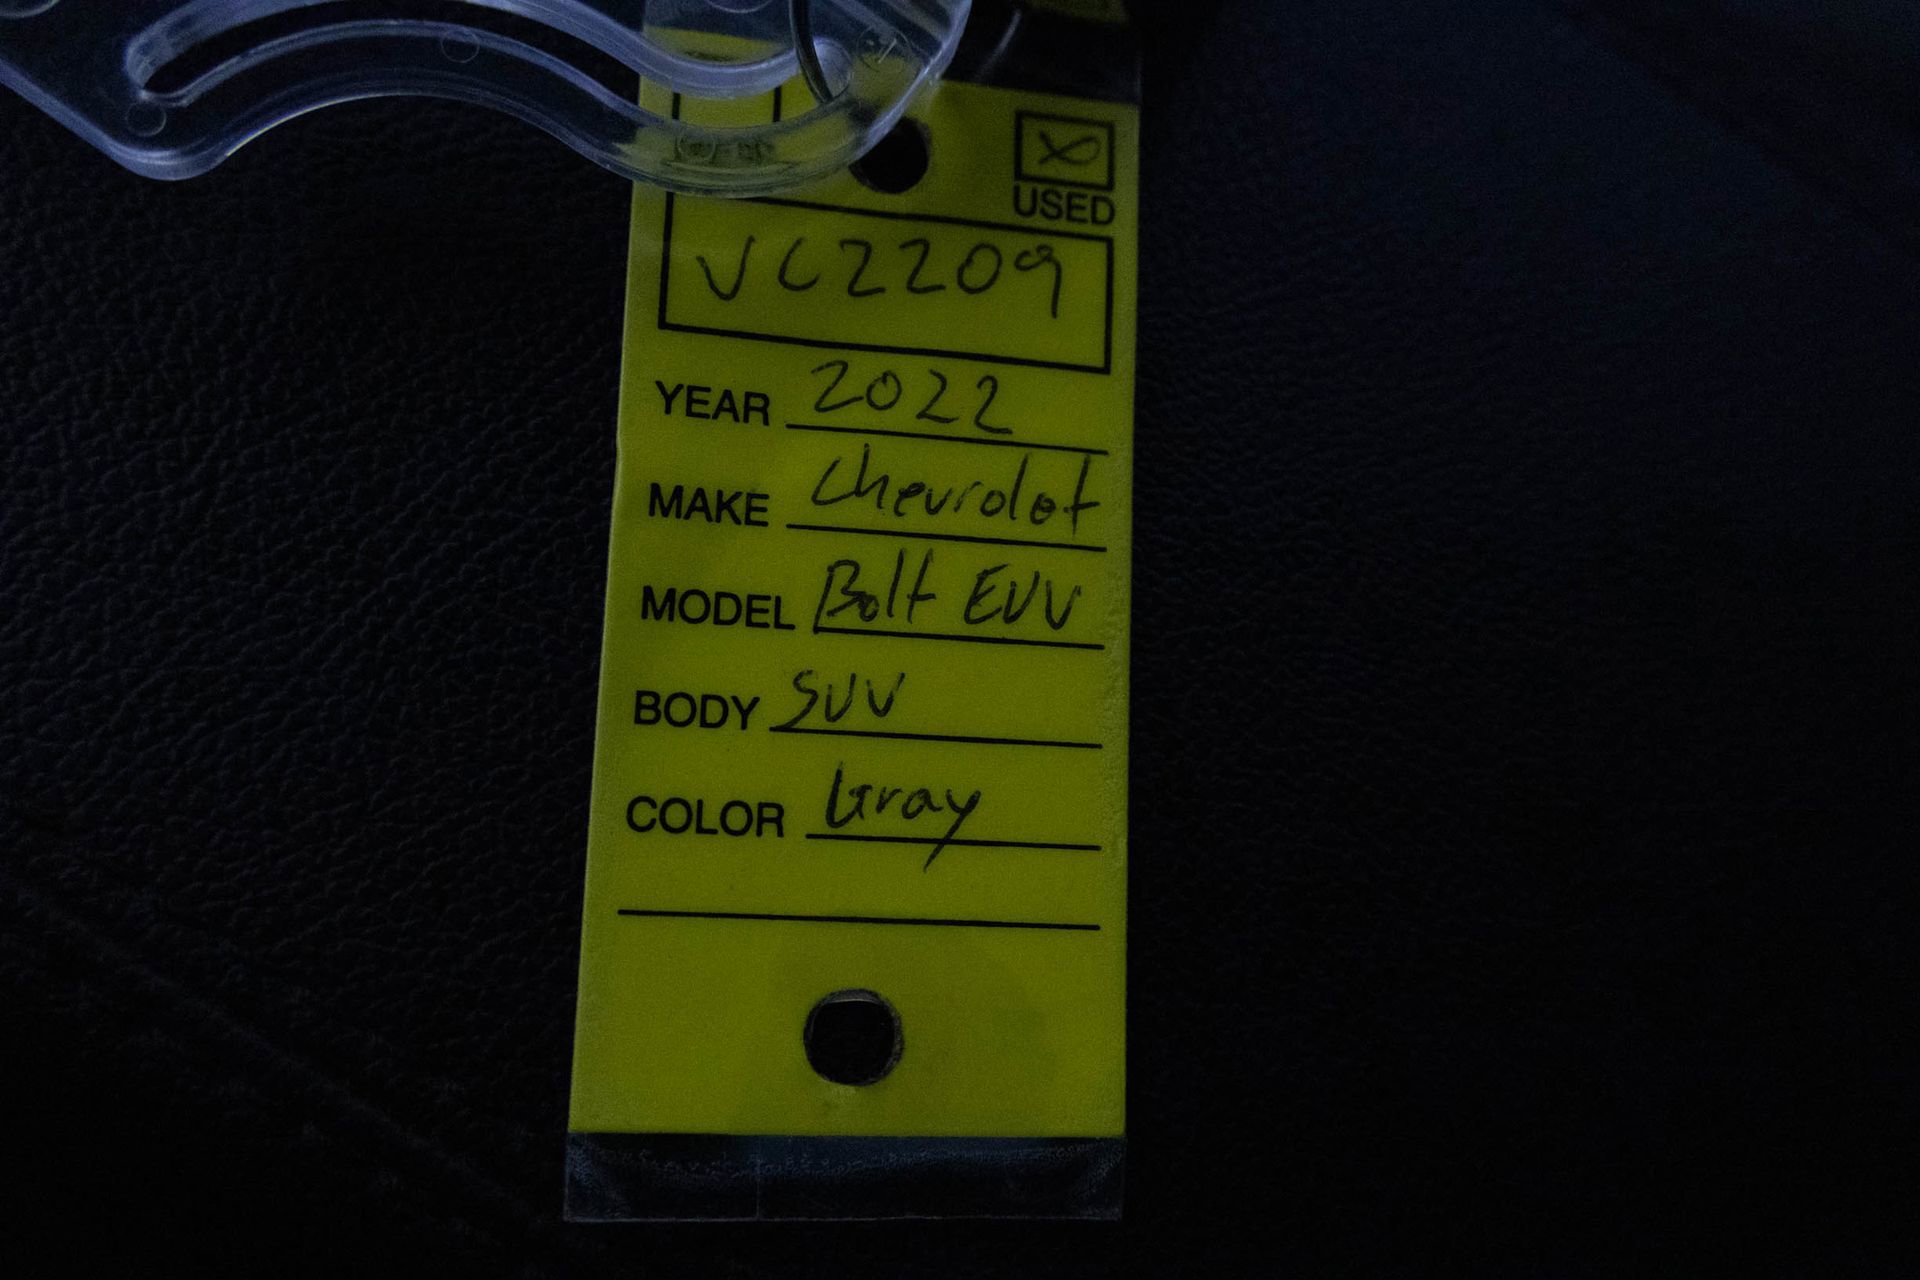 USED
VC2209
YEAR 2022
MAKE Chevrolet
MODEL Bolt EUV
BODY SUV
COLOR Gray